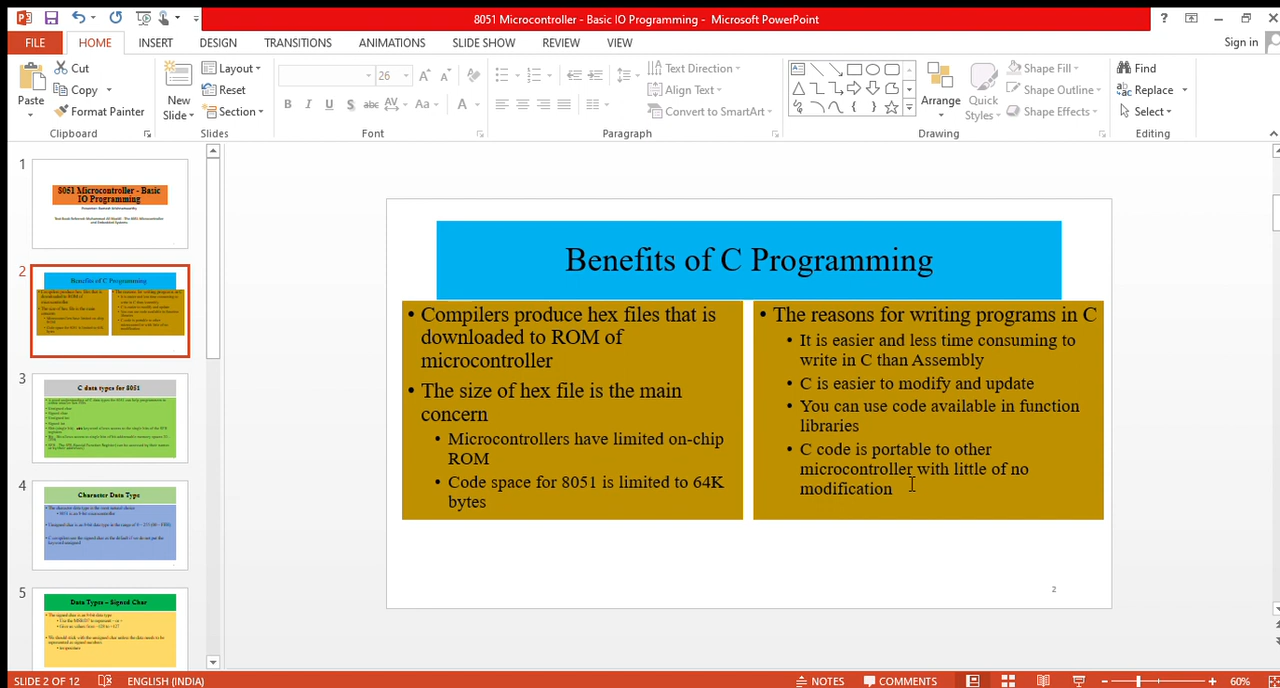 8051 Microcontroller - Basic IO Programming - Microsoft PowerPoint
FILE HOME INSERT DESIGN TRANSITIONS ANIMATIONS SLIDE SHOW REVIEW VIEW Sign in
Paste
Cut
Copy
Format Painter
Clipboard
New
Slide
Layout
Reset
Section
Slides
26
Font
Text Direction
Align Text
Convert to SmartArt
Paragraph
Arrange
Quick
Styles
Shape Fill
Shape Outline
Shape Effects
Drawing
Find
Replace
Select
Editing
1
8051 Microcontroller - Basic
IO Programming
2
Benefits of C Programming
3
C data types for 8051
4
Character Data Type
5
Data Types – Signed Char
Benefits of C Programming
• Compilers produce hex files that is
downloaded to ROM of
microcontroller
• The size of hex file is the main
concern
• Microcontrollers have limited on-chip
ROM
• Code space for 8051 is limited to 64K
bytes
• The reasons for writing programs in C
• It is easier and less time consuming to
write in C than Assembly
• C is easier to modify and update
• You can use code available in function
libraries
• C code is portable to other
microcontroller with little of no
modification
2
SLIDE 2 OF 12 ENGLISH (INDIA) NOTES COMMENTS 60%